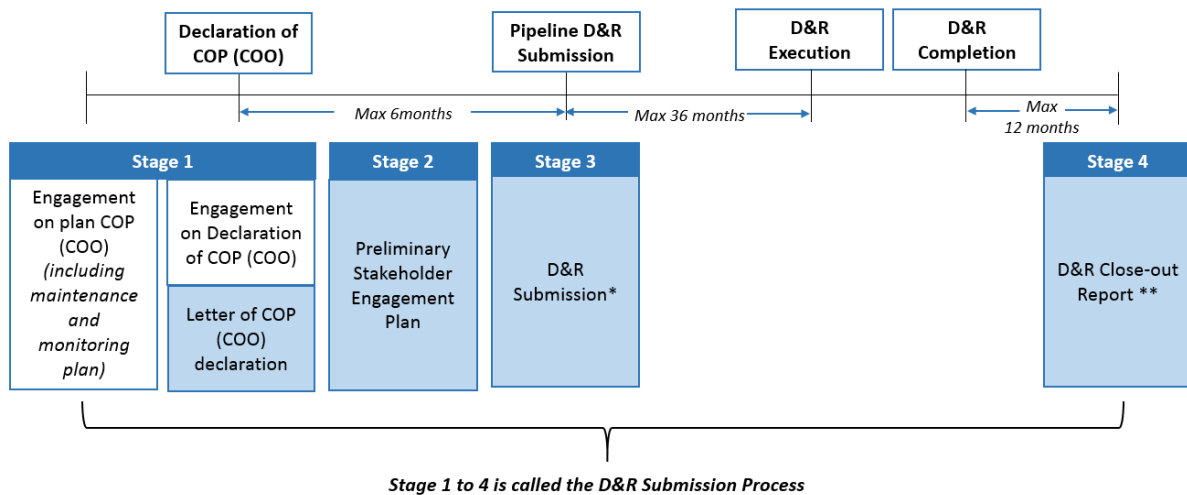 Declaration of
COP (COO)
Pipeline D&R
Submission
D&R
Execution
D&R
Completion
Max 6months
Max 36 months
Max
12 months
Stage 1
Stage 2
Stage 3
Stage 4
Engagement
on plan COP
(COO)
(including
maintenance
and
monitoring
plan)
Engagement
on Declaration
of COP (COO)
Letter of COP
(COO)
declaration
Preliminary
Stakeholder
Engagement
Plan
D&R
Submission*
D&R Close-out
Report **
Stage 1 to 4 is called the D&R Submission Process